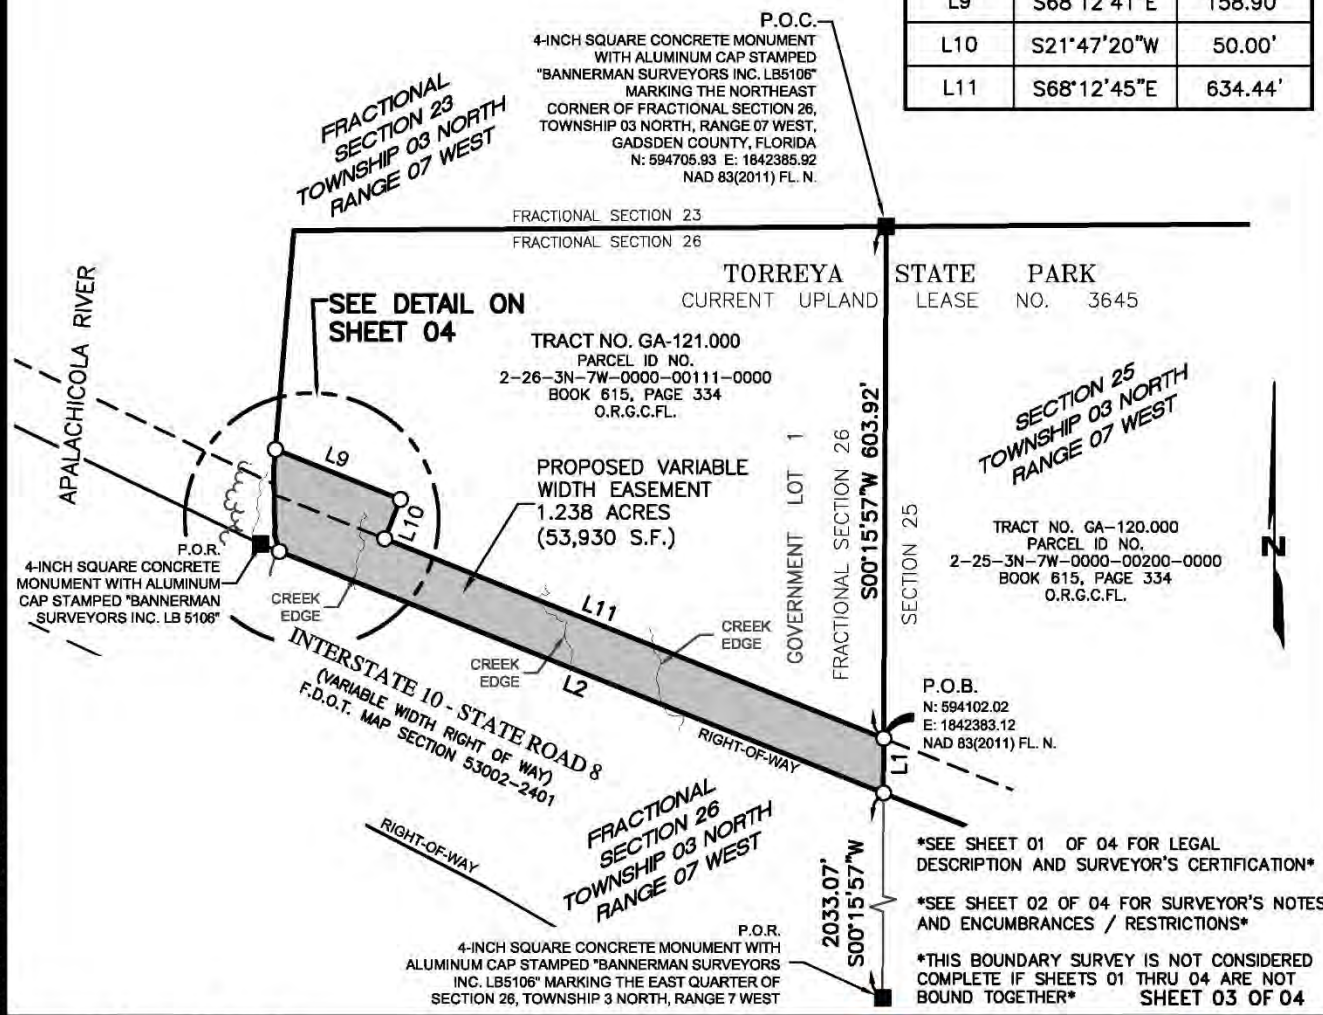 L9 S68°12'41"E 158.90'
L10 S21°47'20"W 50.00'
L11 S68°12'45"E 634.44'
P.O.C.
4-INCH SQUARE CONCRETE MONUMENT
WITH ALUMINUM CAP STAMPED
"BANNERMAN SURVEYORS INC. LB5106"
MARKING THE NORTHEAST
CORNER OF FRACTIONAL SECTION 26,
TOWNSHIP 03 NORTH, RANGE 07 WEST,
GADSDEN COUNTY, FLORIDA
N: 594705.93 E: 1842385.92
NAD 83(2011) FL. N.
FRACTIONAL
SECTION 23
TOWNSHIP 03 NORTH
RANGE 07 WEST
FRACTIONAL SECTION 23
FRACTIONAL SECTION 26
TORREYA STATE PARK
CURRENT UPLAND LEASE NO. 3645
APALACHICOLA RIVER
SEE DETAIL ON
SHEET 04
TRACT NO. GA-121.000
PARCEL ID NO.
2-26-3N-7W-0000-00111-0000
BOOK 615, PAGE 334
O.R.G.C.FL.
SECTION 25
TOWNSHIP 03 NORTH
RANGE 07 WEST
L9
L10
PROPOSED VARIABLE
WIDTH EASEMENT
1.238 ACRES
(53,930 S.F.)
GOVERNMENT LOT 1
FRACTIONAL SECTION 26
S00°15'57"W 603.92'
SECTION 25
TRACT NO. GA-120.000
PARCEL ID NO.
2-25-3N-7W-0000-00200-0000
BOOK 615, PAGE 334
O.R.G.C.FL.
N
P.O.R.
4-INCH SQUARE CONCRETE
MONUMENT WITH ALUMINUM
CAP STAMPED "BANNERMAN
SURVEYORS INC. LB 5106"
CREEK
EDGE
L11
CREEK
EDGE
CREEK
EDGE
L2
INTERSTATE 10 - STATE ROAD 8
(VARIABLE WIDTH RIGHT OF WAY)
F.D.O.T. MAP SECTION 53002-2401
RIGHT-OF-WAY
P.O.B.
N: 594102.02
E: 1842383.12
NAD 83(2011) FL. N.
L1
RIGHT-OF-WAY
FRACTIONAL
SECTION 26
TOWNSHIP 03 NORTH
RANGE 07 WEST
2033.07'
S00°15'57"W
P.O.R.
4-INCH SQUARE CONCRETE MONUMENT WITH
ALUMINUM CAP STAMPED "BANNERMAN SURVEYORS
INC. LB5106" MARKING THE EAST QUARTER OF
SECTION 26, TOWNSHIP 3 NORTH, RANGE 7 WEST
*SEE SHEET 01 OF 04 FOR LEGAL
DESCRIPTION AND SURVEYOR'S CERTIFICATION*
*SEE SHEET 02 OF 04 FOR SURVEYOR'S NOTES
AND ENCUMBRANCES / RESTRICTIONS*
*THIS BOUNDARY SURVEY IS NOT CONSIDERED
COMPLETE IF SHEETS 01 THRU 04 ARE NOT
BOUND TOGETHER*
SHEET 03 OF 04